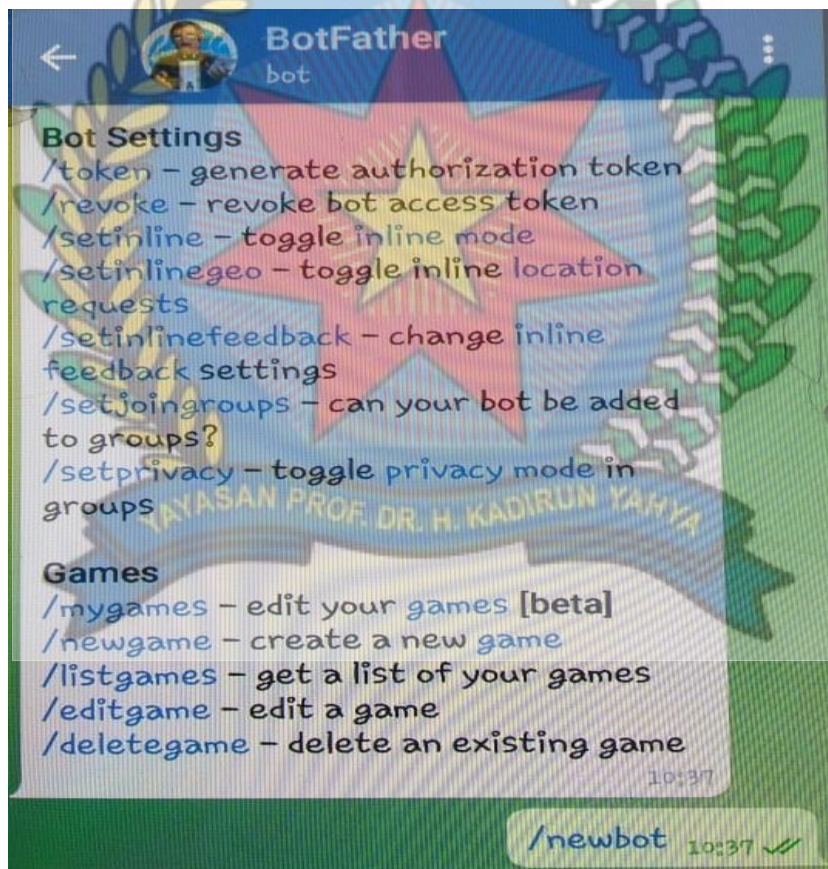 BotFather
bot
Bot Settings
/token – generate authorization token
/revoke – revoke bot access token
/setinline – toggle inline mode
/setinlinegeo – toggle inline location
requests
/setinlinefeedback – change inline
feedback settings
/setjoingroups – can your bot be added
to groups?
/setprivacy – toggle privacy mode in
groups
YAYASAN PROF. DR. H. KADIRUN YAHYA
Games
/mygames – edit your games [beta]
/newgame – create a new game
/listgames – get a list of your games
/editgame – edit a game
/deletegame – delete an existing game
10:37
/newbot 10:37